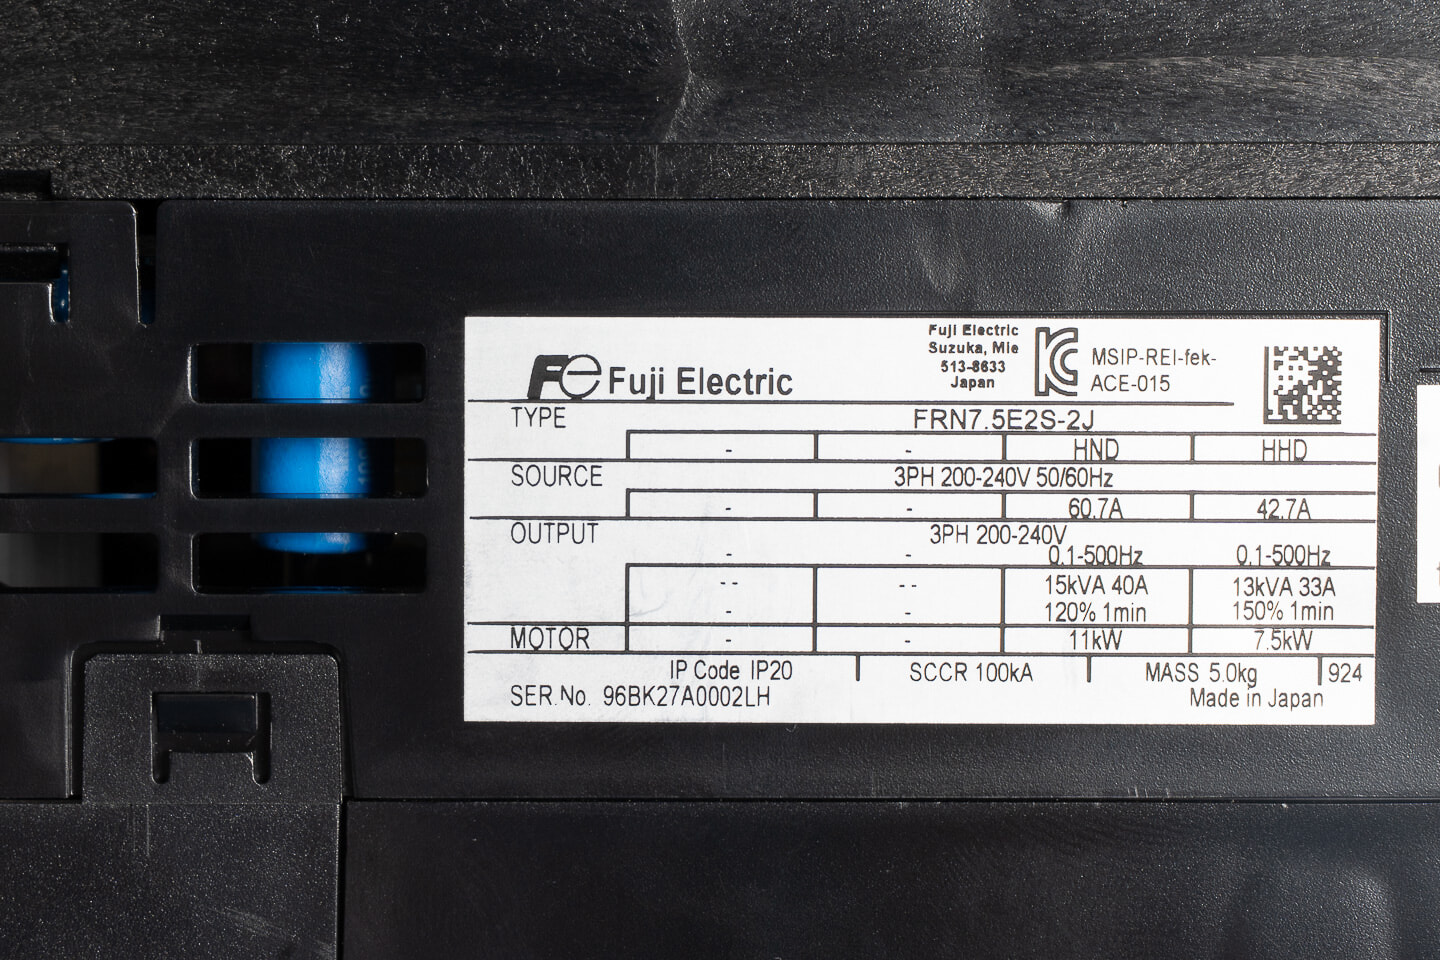 Fuji Electric
Suzuka, Mie
513-8633
Japan
MSIP-REI-fek-
ACE-015
Fe Fuji Electric
TYPE FRN7.5E2S-2J
- - HND HHD
SOURCE 3PH 200-240V 50/60Hz
- - 60.7A 42.7A
OUTPUT 3PH 200-240V
- - 0.1-500Hz 0.1-500Hz
-- -- 15kVA 40A 13kVA 33A
- - 120% 1min 150% 1min
MOTOR - - 11kW 7.5kW
IP Code IP20 SCCR 100kA MASS 5.0kg 924
SER.No. 96BK27A0002LH Made in Japan